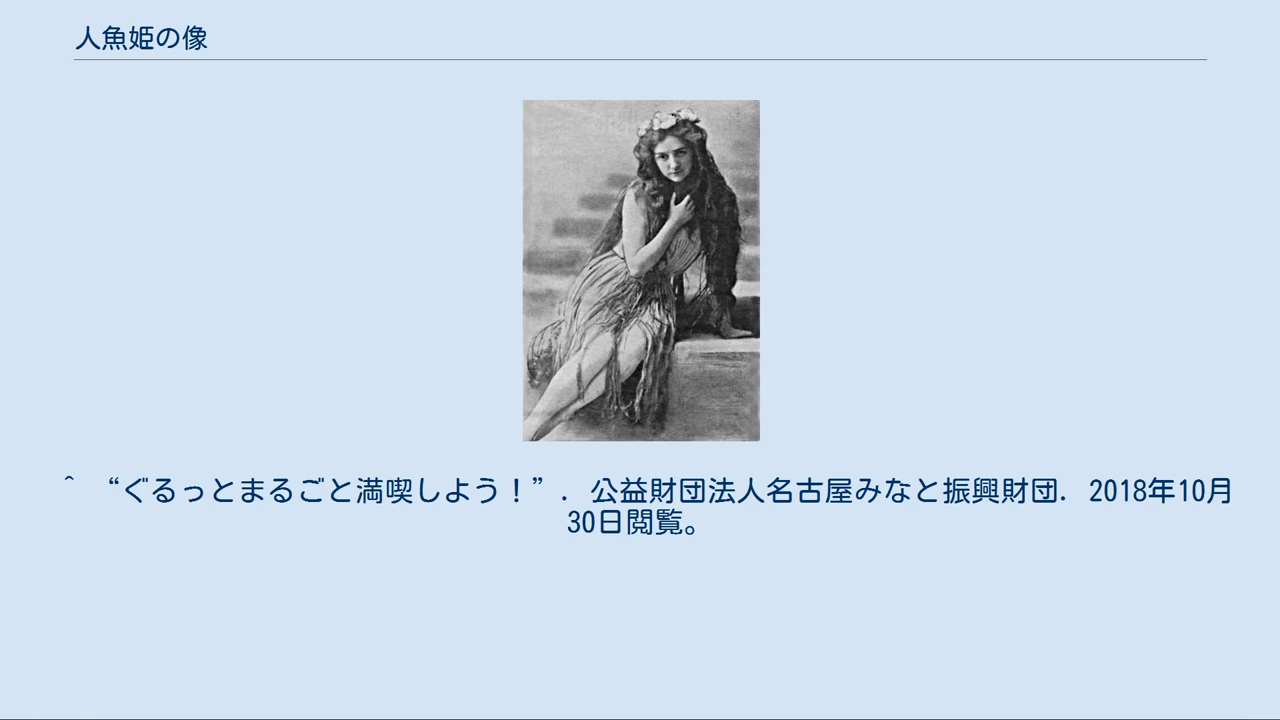 人魚姫の像
^ “ぐるっとまるごと満喫しよう！”. 公益財団法人名古屋みなと振興財団. 2018年10月
30日閲覧。